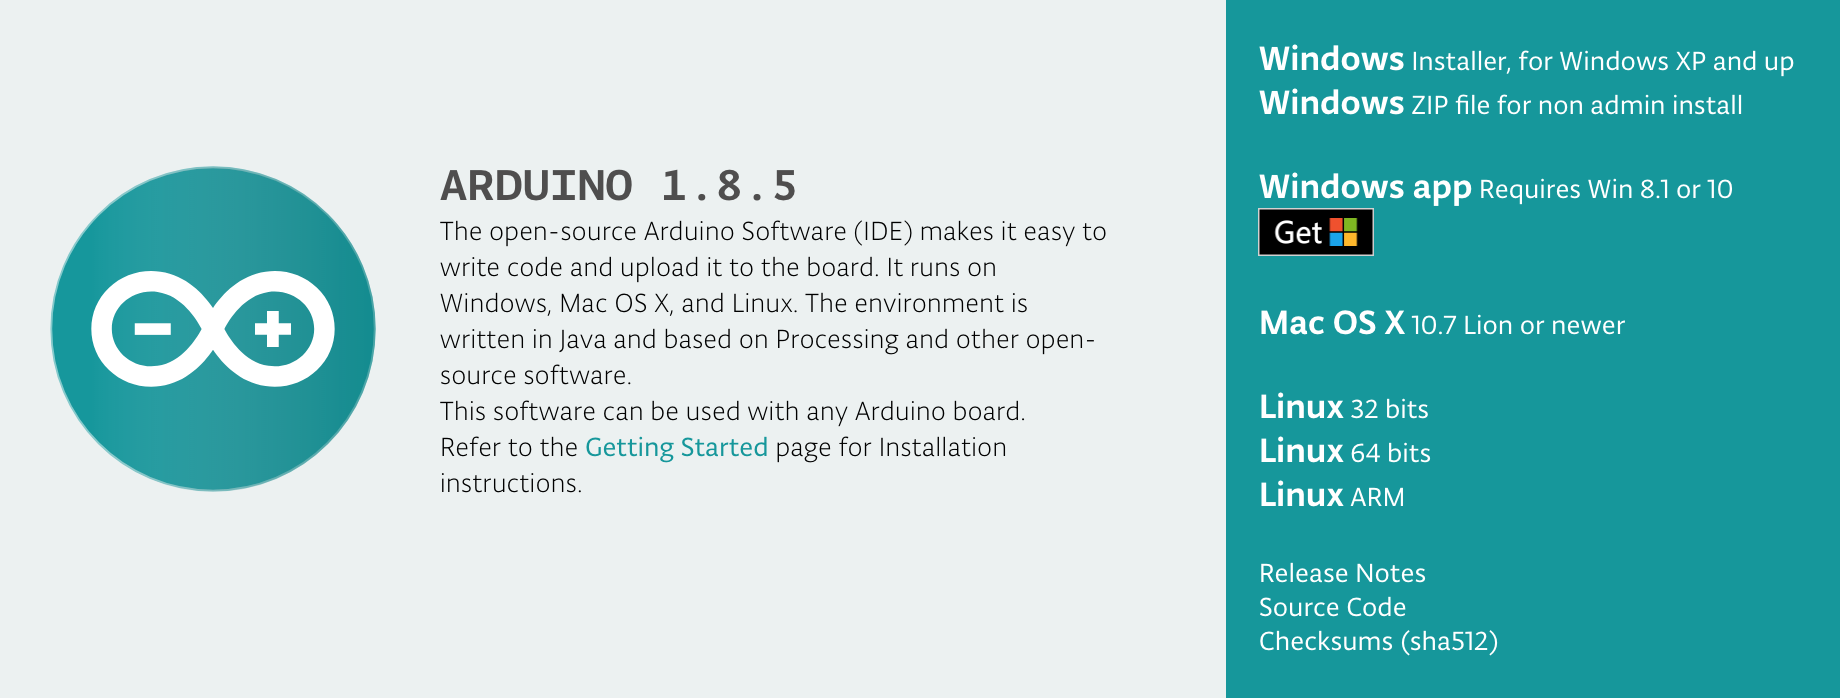 ARDUINO 1.8.5
The open-source Arduino Software (IDE) makes it easy to
write code and upload it to the board. It runs on
Windows, Mac OS X, and Linux. The environment is
written in Java and based on Processing and other open-
source software.
This software can be used with any Arduino board.
Refer to the Getting Started page for Installation
instructions.
Windows Installer, for Windows XP and up
Windows ZIP file for non admin install
Windows app Requires Win 8.1 or 10
Get
Mac OS X 10.7 Lion or newer
Linux 32 bits
Linux 64 bits
Linux ARM
Release Notes
Source Code
Checksums (sha512)